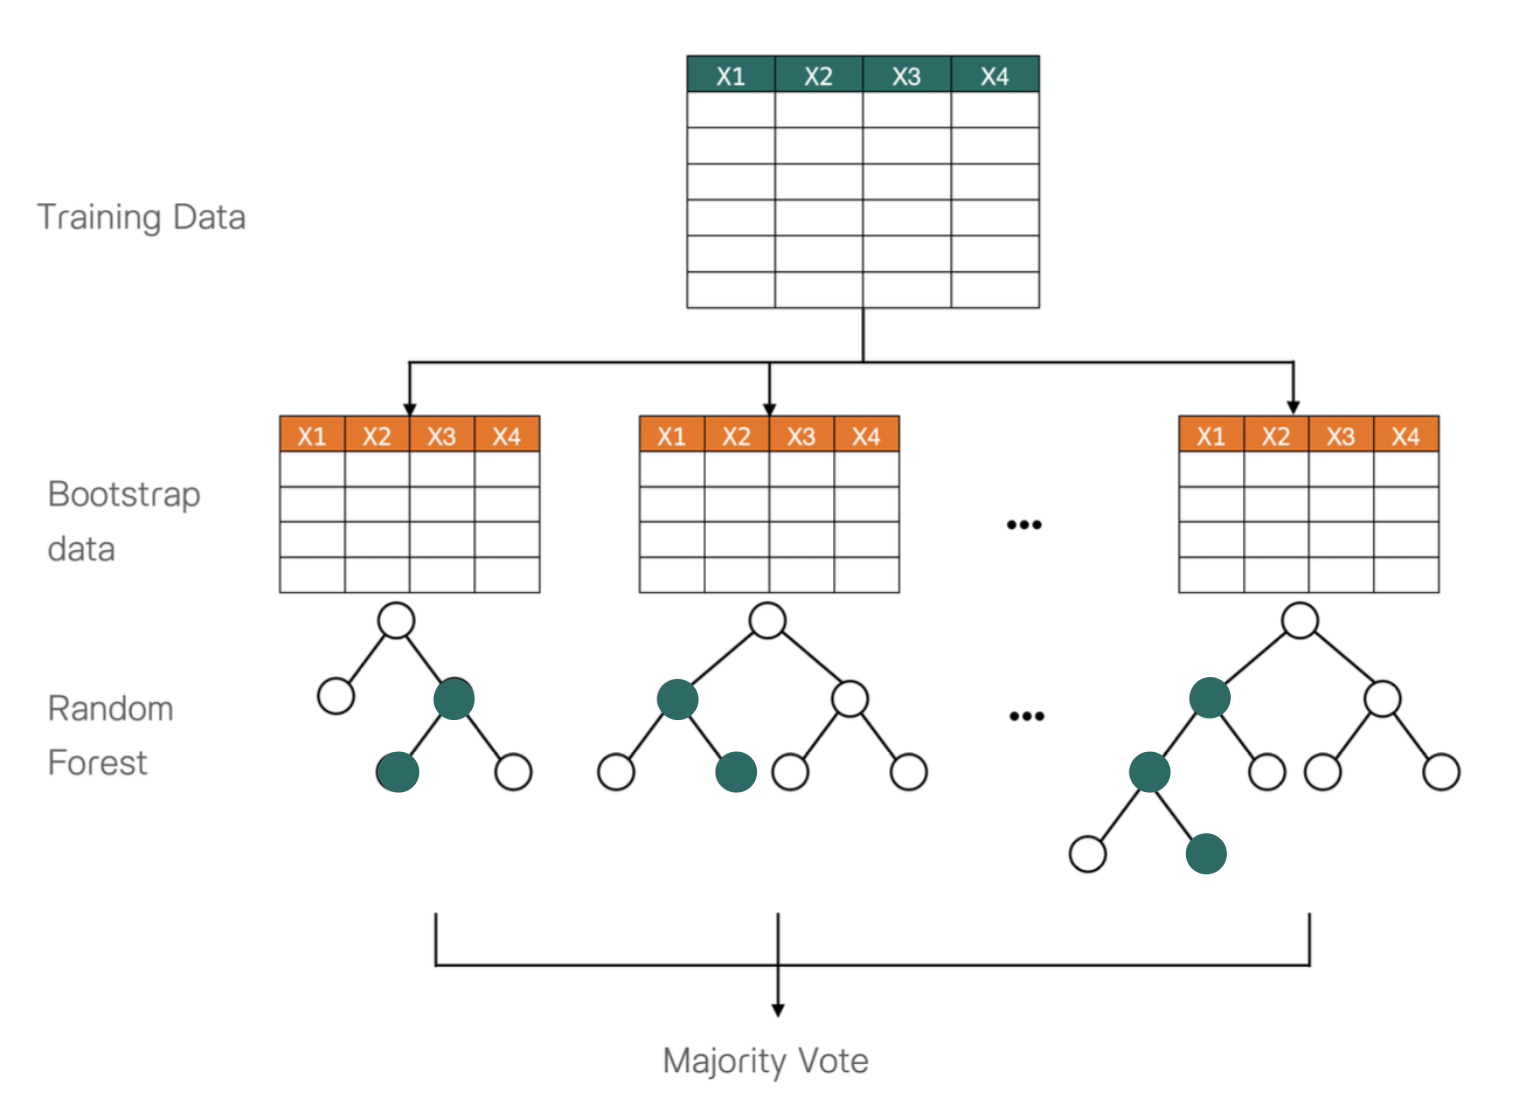 X1 X2 X3 X4
Training Data
X1 X2 X3 X4
X1 X2 X3 X4
X1 X2 X3 X4
Bootstrap
data
...
Random
Forest
...
Majority Vote